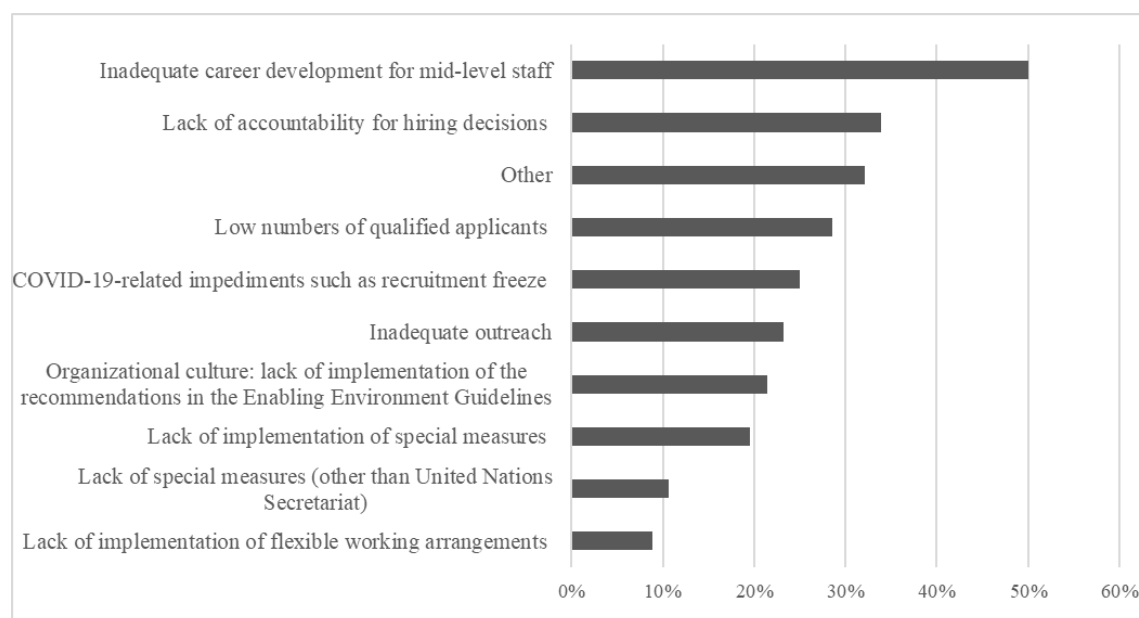 Inadequate career development for mid-level staff
Lack of accountability for hiring decisions
Other
Low numbers of qualified applicants
COVID-19-related impediments such as recruitment freeze
Inadequate outreach
Organizational culture: lack of implementation of the
recommendations in the Enabling Environment Guidelines
Lack of implementation of special measures
Lack of special measures (other than United Nations
Secretariat)
Lack of implementation of flexible working arrangements
0% 10% 20% 30% 40% 50% 60%